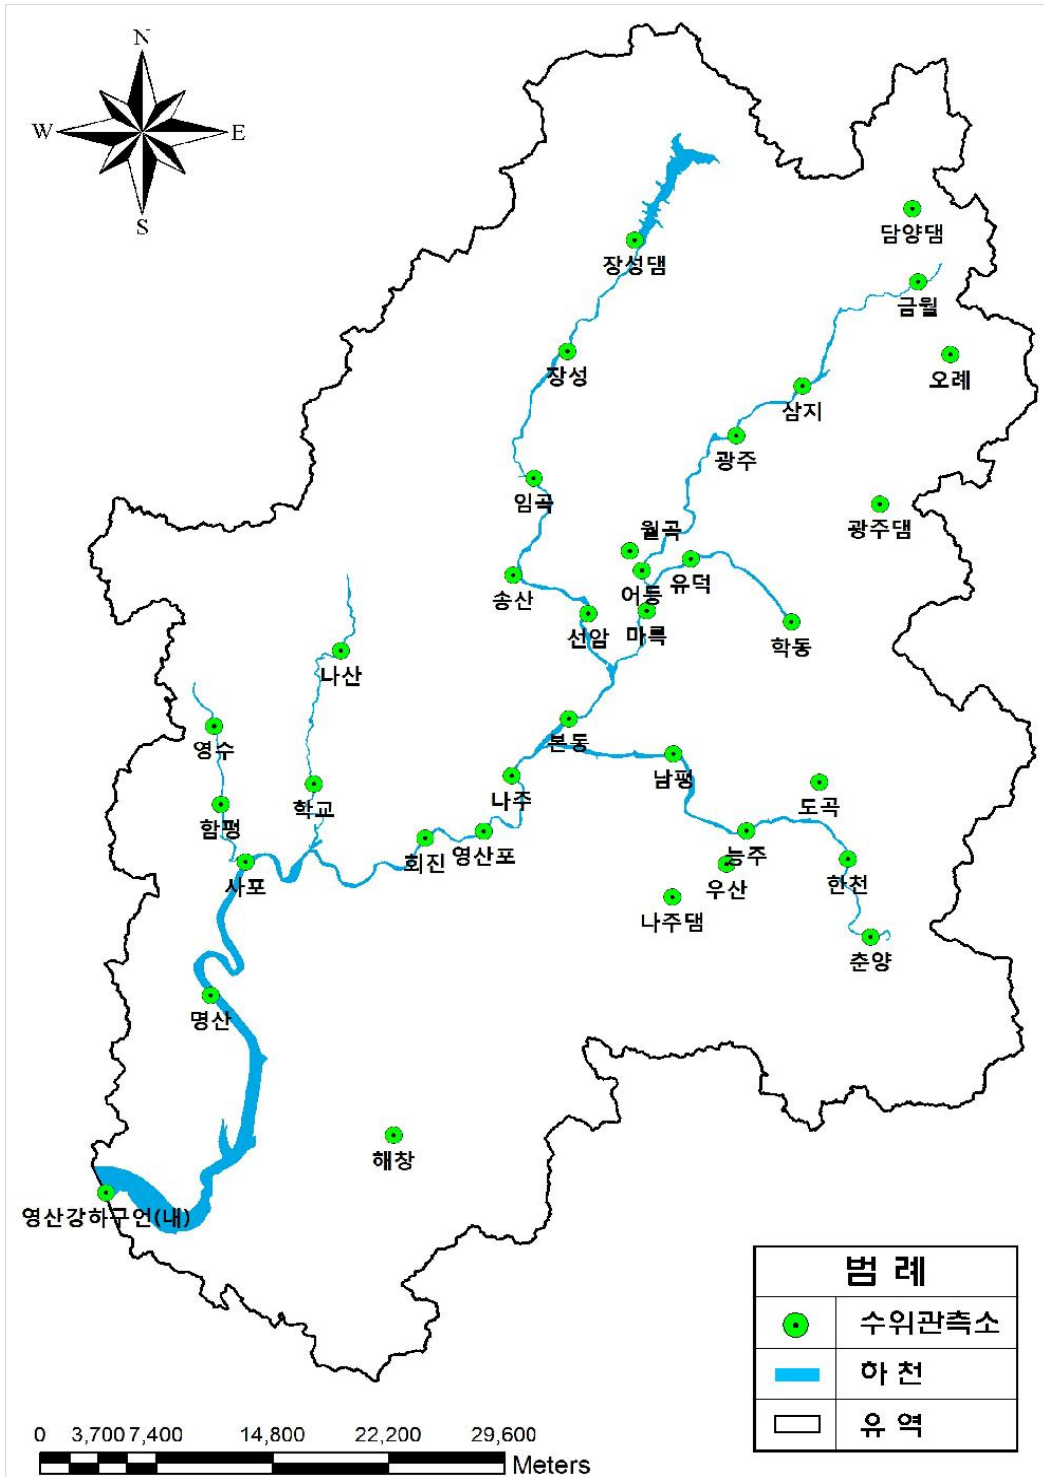 N
W
E
S
담양댐
장성댐
금월
장성
오례
삼지
광주
임곡
광주댐
월곡
유덕
어등
송산
선암
마륵
학동
나산
영수
본동
남평
나주
도곡
학교
함평
회진
영산포
능주
사포
우산
한천
나주댐
춘양
명산
해창
영산강하구언(내)
범 례
수위관측소
하 천
유 역
0 3,700 7,400 14,800 22,200 29,600
Meters